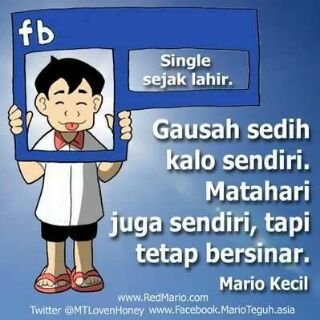 fb
Single
sejak lahir.
Gausah sedih
kalo sendiri.
Matahari
juga sendiri, tapi
tetap bersinar.
Mario Kecil
www.RedMario.com
Twitter @MTLovenHoney www.Facebook.MarioTeguh.asia